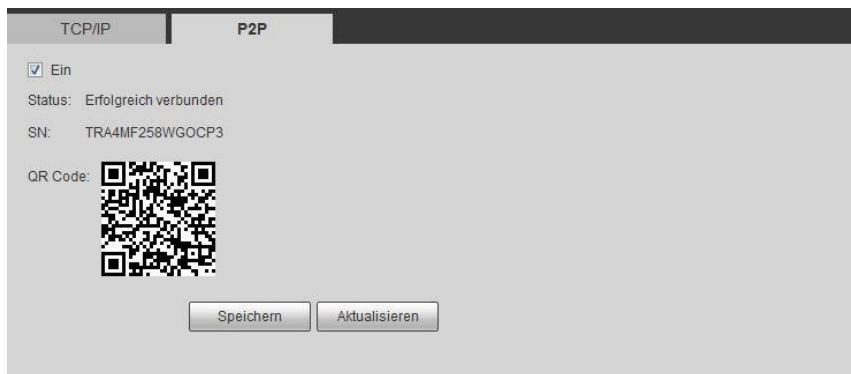 TCP/IP
P2P
Ein
Status: Erfolgreich verbunden
SN: TRA4MF258WGOCP3
QR Code:
Speichern
Aktualisieren